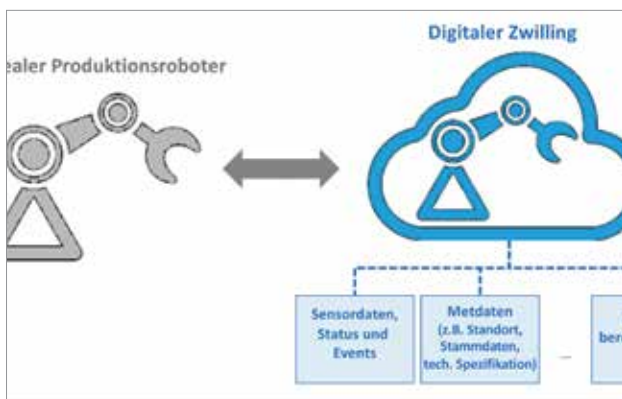 Digitaler Zwilling
ealer Produktionsroboter
Sensordaten,
Status und
Events
Metdaten
(z.B. Standort,
Stammdaten,
tech. Spezifikation)
...
ber